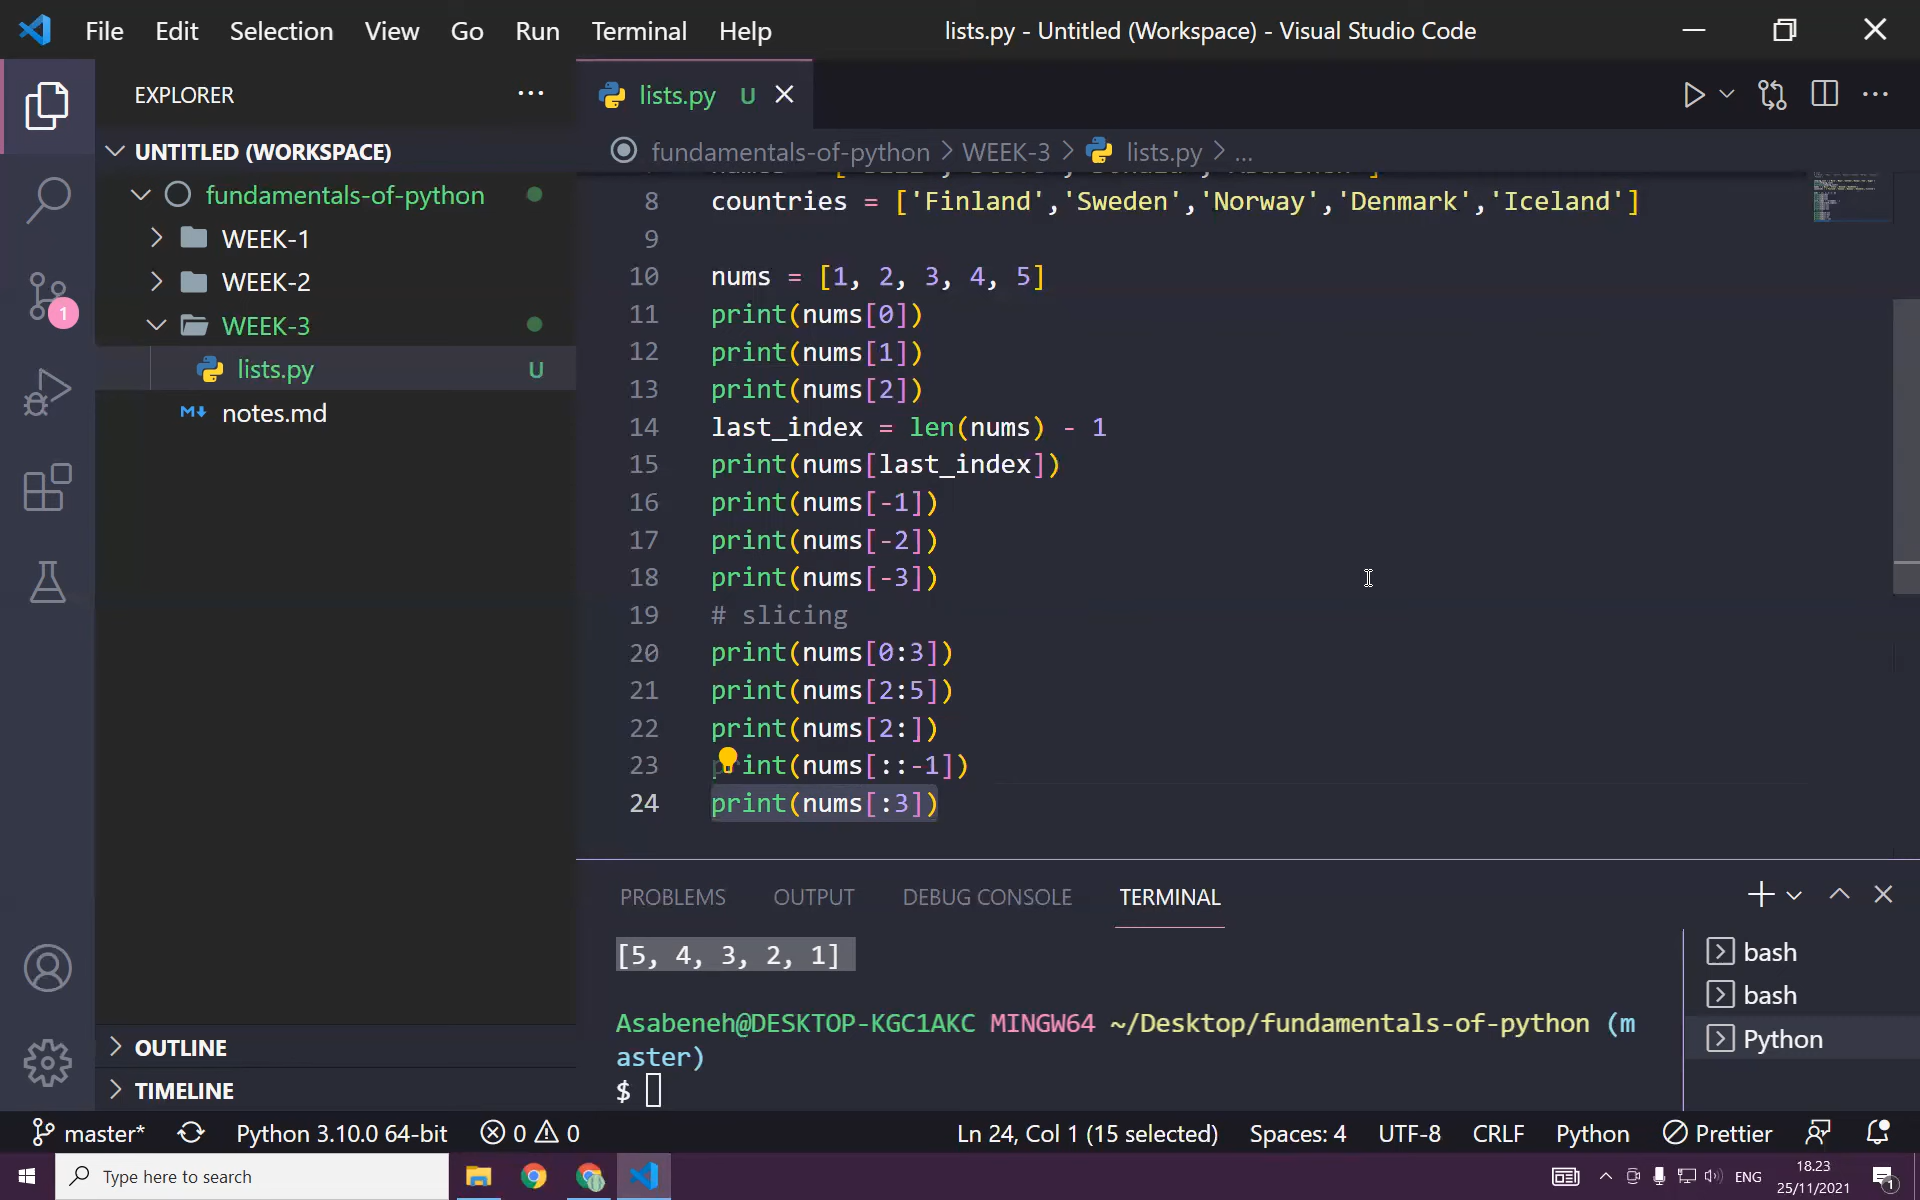 File Edit Selection View Go Run Terminal Help lists.py - Untitled (Workspace) - Visual Studio Code
EXPLORER
UNTITLED (WORKSPACE)
fundamentals-of-python
WEEK-1
WEEK-2
WEEK-3
lists.py U
notes.md
OUTLINE
TIMELINE
1
lists.py U
fundamentals-of-python > WEEK-3 > lists.py > ...
8 countries = ['Finland','Sweden','Norway','Denmark','Iceland']
9
10 nums = [1, 2, 3, 4, 5]
11 print(nums[0])
12 print(nums[1])
13 print(nums[2])
14 last_index = len(nums) - 1
15 print(nums[last_index])
16 print(nums[-1])
17 print(nums[-2])
18 print(nums[-3])
19 # slicing
20 print(nums[0:3])
21 print(nums[2:5])
22 print(nums[2:])
23 print(nums[::-1])
24 print(nums[:3])
PROBLEMS OUTPUT DEBUG CONSOLE TERMINAL
[5, 4, 3, 2, 1]
Asabeneh@DESKTOP-KGC1AKC MINGW64 ~/Desktop/fundamentals-of-python (m
aster)
$
bash
bash
Python
master* Python 3.10.0 64-bit 0 0 Ln 24, Col 1 (15 selected) Spaces: 4 UTF-8 CRLF Python Prettier
Type here to search ENG 18.23
25/11/2021
1